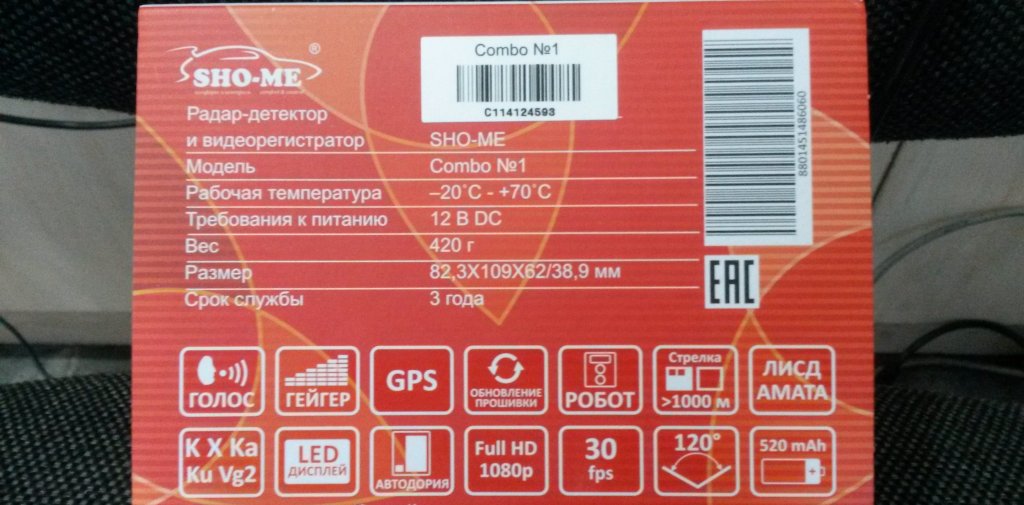 SHO-ME®
Combo №1
C114124593
8801451486060
Радар-детектор
и видеорегистратор SHO-ME
Модель Combo №1
Рабочая температура –20˚C - +70˚C
Требования к питанию 12 В DC
Вес 420 г
Размер 82,3X109X62/38,9 мм
Срок службы 3 года
EAC
ГОЛОС
ГЕЙГЕР
GPS
ОБНОВЛЕНИЕ
ПРОШИВКИ
РОБОТ
Стрелка
>1000 м
ЛИСД
АМАТА
K X Ka
Ku Vg2
LED
ДИСПЛЕЙ
АВТОДОРИЯ
Full HD
1080p
30
fps
120°
520 mAh